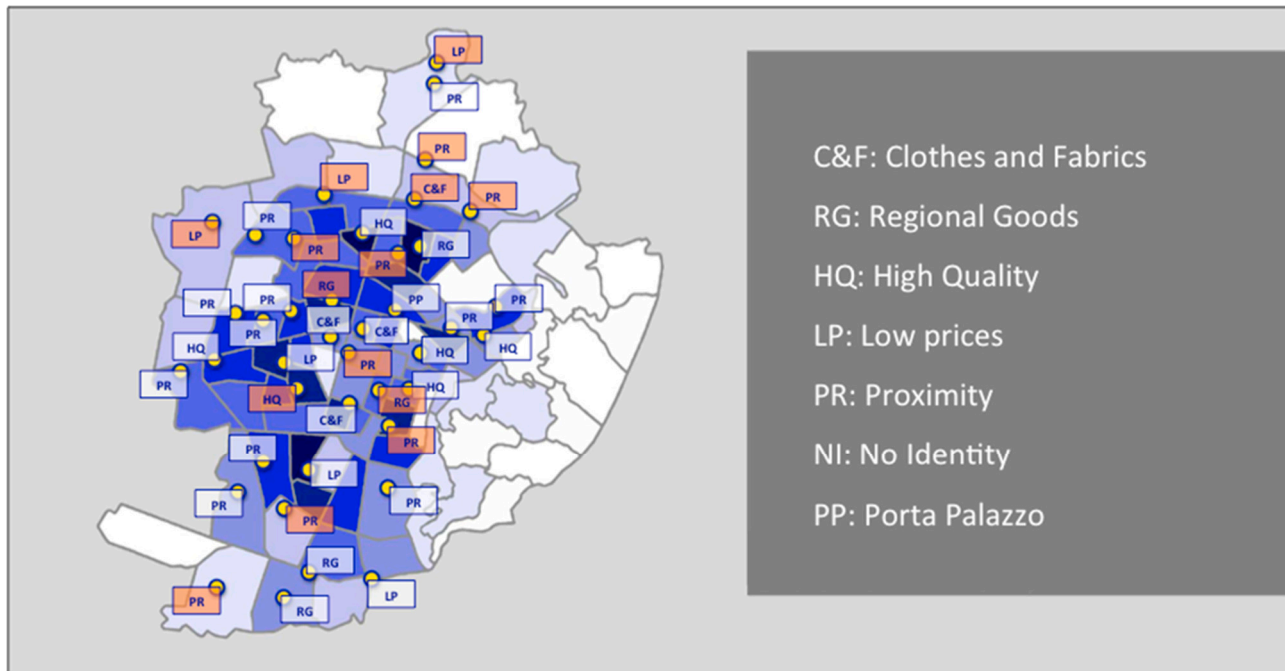 LP
PR
PR
LP
C&F
PR
PR
HQ
LP
RG
PR
PR
RG
PR
PR
PP
PR
PR
C&F
C&F
PR
HQ
LP
HQ
HQ
PR
PR
HQ
HQ
RG
C&F
PR
PR
LP
PR
PR
PR
RG
LP
PR
RG
C&F: Clothes and Fabrics
RG: Regional Goods
HQ: High Quality
LP: Low prices
PR: Proximity
NI: No Identity
PP: Porta Palazzo